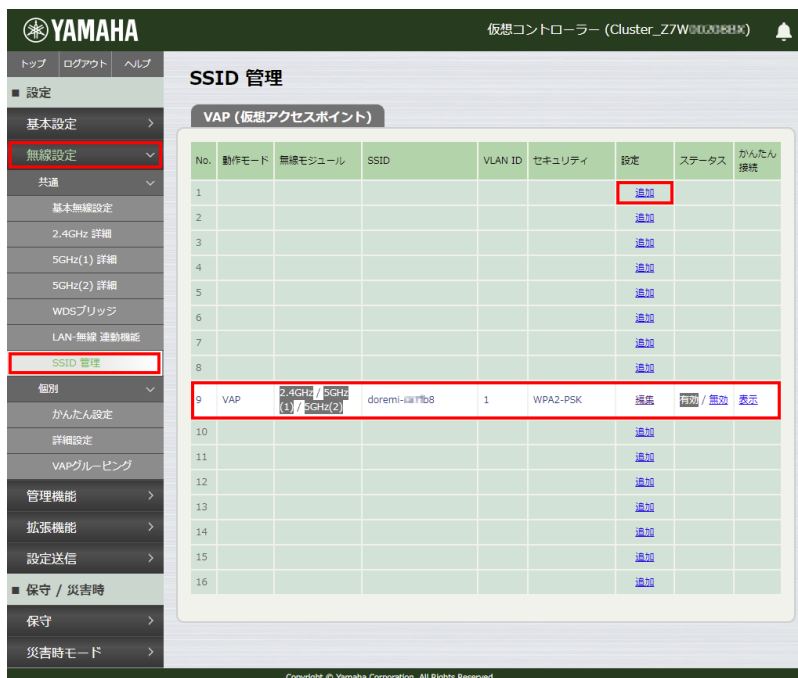 YAMAHA
仮想コントローラー (Cluster_Z7W
トップ ログアウト ヘルプ
■ 設定
基本設定
無線設定
共通
基本無線設定
2.4GHz 詳細
5GHz(1) 詳細
5GHz(2) 詳細
WDSブリッジ
LAN-無線 連動機能
SSID 管理
個別
かんたん設定
詳細設定
VAPグルーピング
管理機能
拡張機能
設定送信
■ 保守 / 災害時
保守
災害時モード
SSID 管理
VAP (仮想アクセスポイント)
No. 動作モード 無線モジュール SSID VLAN ID セキュリティ 設定 ステータス かんたん
接続
1 追加
2 追加
3 追加
4 追加
5 追加
6 追加
7 追加
8 追加
9 VAP 2.4GHz / 5GHz
(1) / 5GHz(2) doremi- b8 1 WPA2-PSK 編集 有効 / 無効 表示
10 追加
11 追加
12 追加
13 追加
14 追加
15 追加
16 追加
Copyright © Yamaha Corporation. All Rights Reserved.